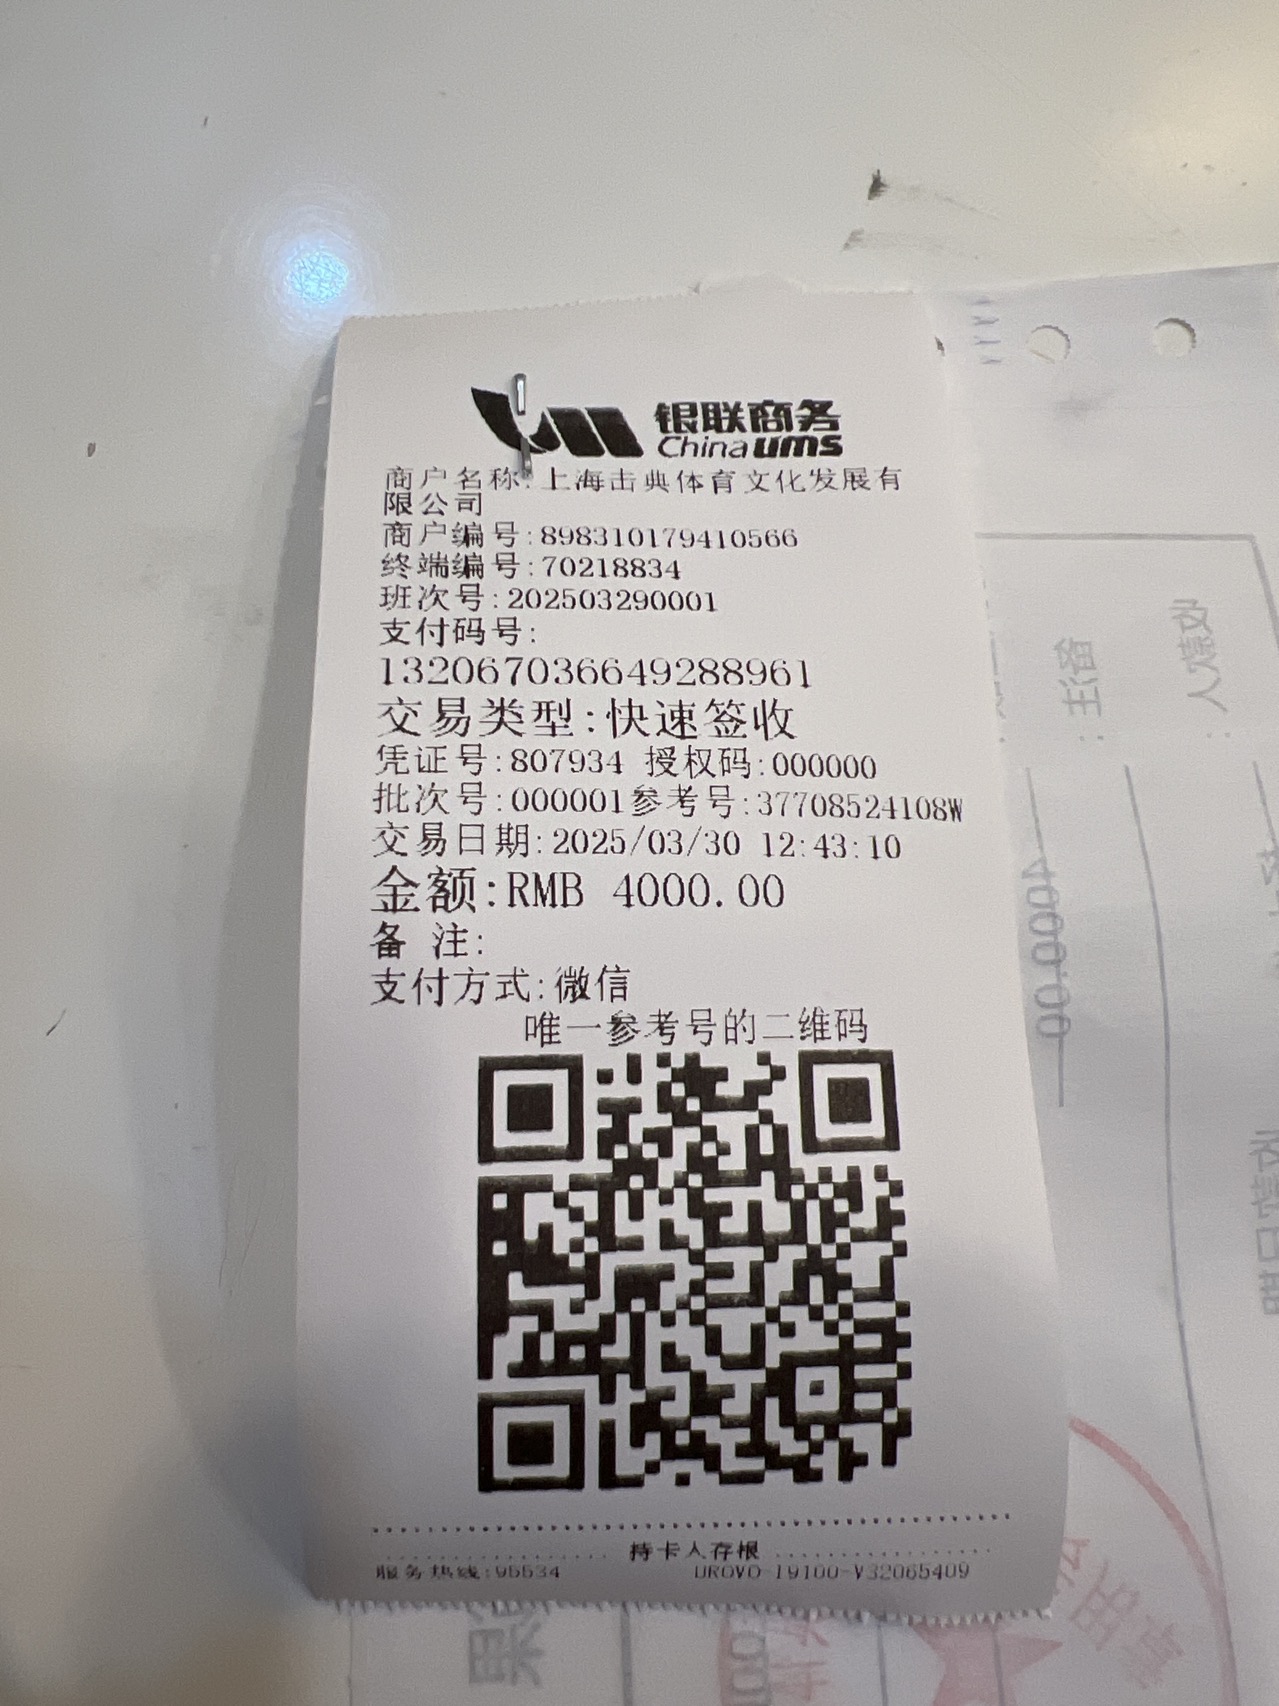 银联商务
China ums
商户名称:上海击典体育文化发展有
限公司
商户编号:898310179410566
终端编号:70218834
班次号:202503290001
支付码号:
132067036649288961
交易类型:快速签收
凭证号:807934 授权码:000000
批次号:000001参考号:37708524108W
交易日期:2025/03/30 12:43:10
金额:RMB 4000.00
备 注:
支付方式:微信
唯一参考号的二维码
持卡人存根
服务热线:95534 UROVO-I9100-V32065409
4000.00